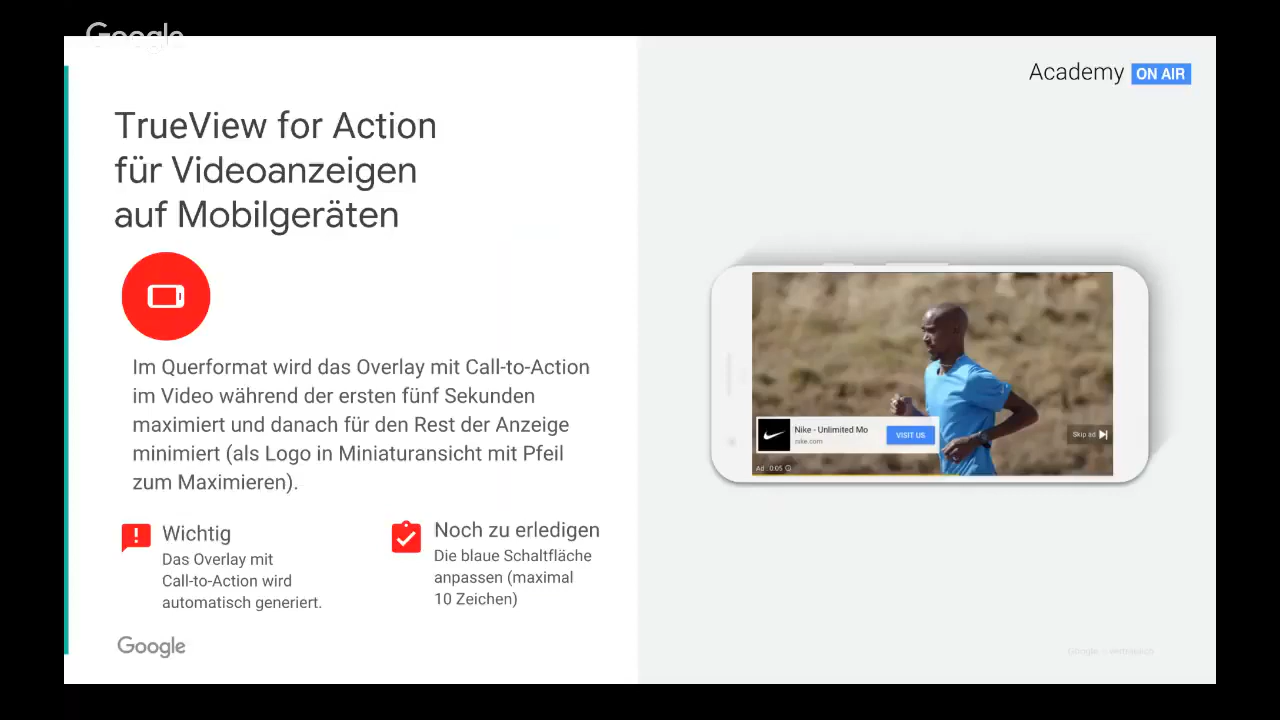 Google
Academy ON AIR
TrueView for Action
für Videoanzeigen
auf Mobilgeräten
Im Querformat wird das Overlay mit Call-to-Action
im Video während der ersten fünf Sekunden
maximiert und danach für den Rest der Anzeige
minimiert (als Logo in Miniaturansicht mit Pfeil
zum Maximieren).
Wichtig
Das Overlay mit
Call-to-Action wird
automatisch generiert.
Noch zu erledigen
Die blaue Schaltfläche
anpassen (maximal
10 Zeichen)
Nike - Unlimited Mo
nike.com
VISIT US
Skip ad
Ad : 0:05
Google
Google – vertraulich